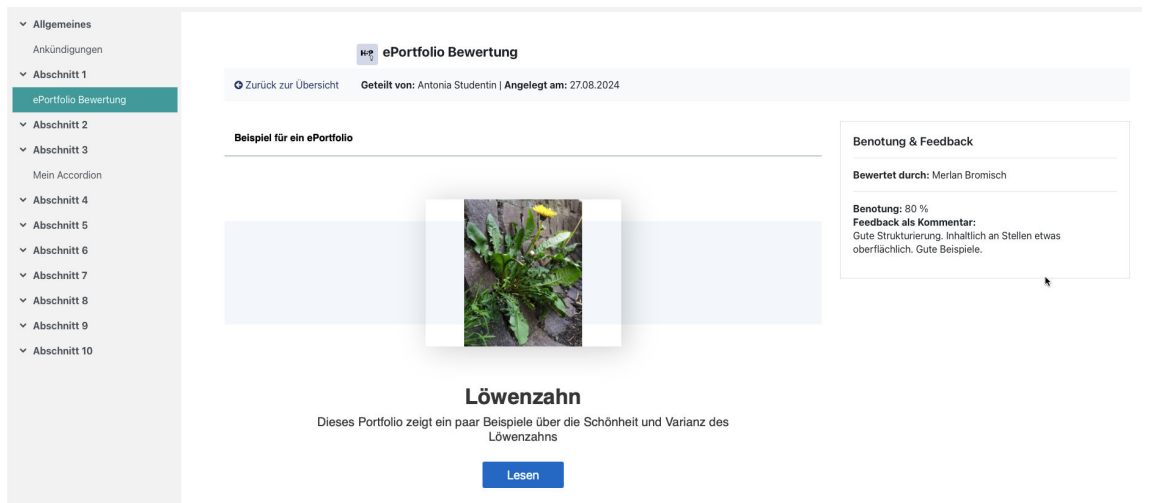 Allgemeines
Ankündigungen
Abschnitt 1
ePortfolio Bewertung
Abschnitt 2
Abschnitt 3
Mein Accordion
Abschnitt 4
Abschnitt 5
Abschnitt 6
Abschnitt 7
Abschnitt 8
Abschnitt 9
Abschnitt 10
H-P ePortfolio Bewertung
Zurück zur Übersicht Geteilt von: Antonia Studentin | Angelegt am: 27.08.2024
Beispiel für ein ePortfolio
Löwenzahn
Dieses Portfolio zeigt ein paar Beispiele über die Schönheit und Varianz des
Löwenzahns
Lesen
Benotung & Feedback
Bewertet durch: Merlan Bromisch
Benotung: 80 %
Feedback als Kommentar:
Gute Strukturierung. Inhaltlich an Stellen etwas
oberflächlich. Gute Beispiele.